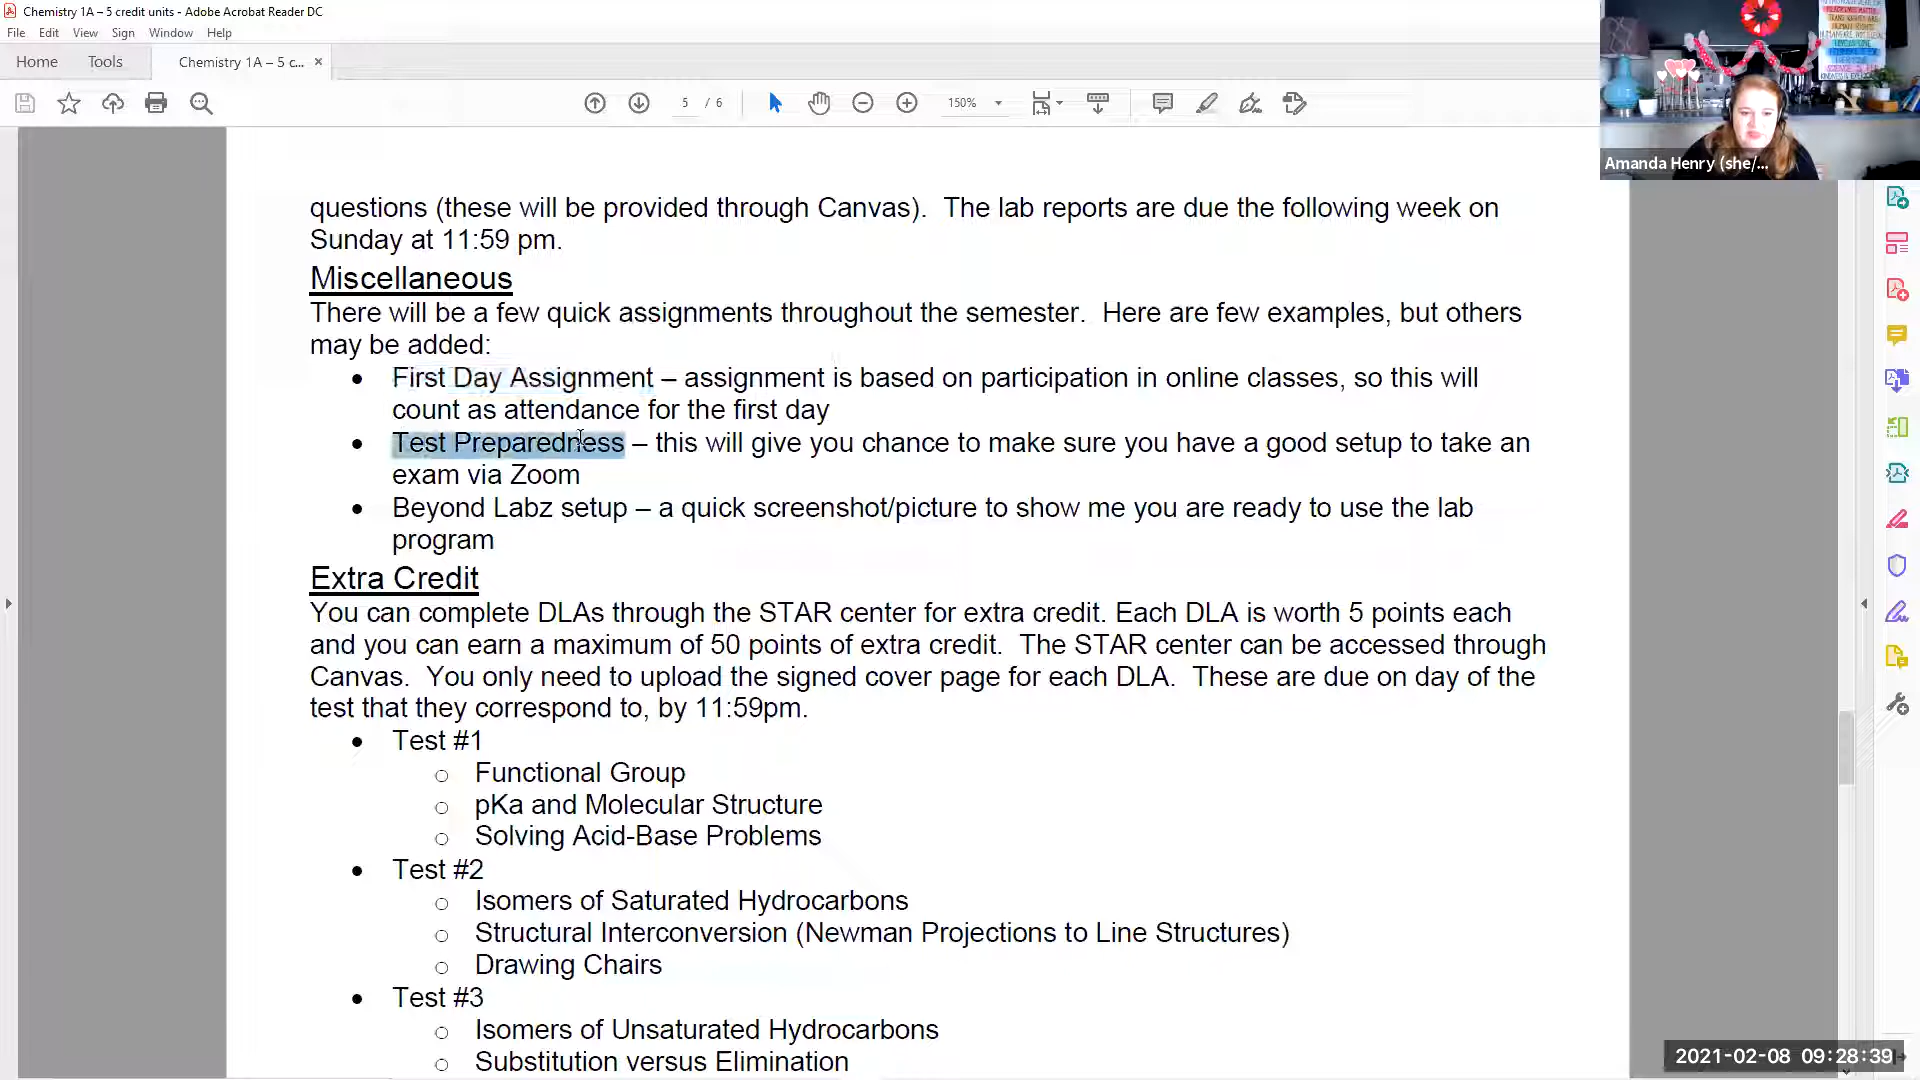 Chemistry 1A – 5 credit units - Adobe Acrobat Reader DC
File Edit View Sign Window Help
Home Tools Chemistry 1A – 5 c... ×
5 / 6 150%
Amanda Henry (she/...
questions (these will be provided through Canvas).  The lab reports are due the following week on
Sunday at 11:59 pm.
Miscellaneous
There will be a few quick assignments throughout the semester.  Here are few examples, but others
may be added:
• First Day Assignment – assignment is based on participation in online classes, so this will
count as attendance for the first day
• Test Preparedness – this will give you chance to make sure you have a good setup to take an
exam via Zoom
• Beyond Labz setup – a quick screenshot/picture to show me you are ready to use the lab
program
Extra Credit
You can complete DLAs through the STAR center for extra credit. Each DLA is worth 5 points each
and you can earn a maximum of 50 points of extra credit.  The STAR center can be accessed through
Canvas.  You only need to upload the signed cover page for each DLA.  These are due on day of the
test that they correspond to, by 11:59pm.
• Test #1
o Functional Group
o pKa and Molecular Structure
o Solving Acid-Base Problems
• Test #2
o Isomers of Saturated Hydrocarbons
o Structural Interconversion (Newman Projections to Line Structures)
o Drawing Chairs
• Test #3
o Isomers of Unsaturated Hydrocarbons
o Substitution versus Elimination
2021-02-08 09:28:39